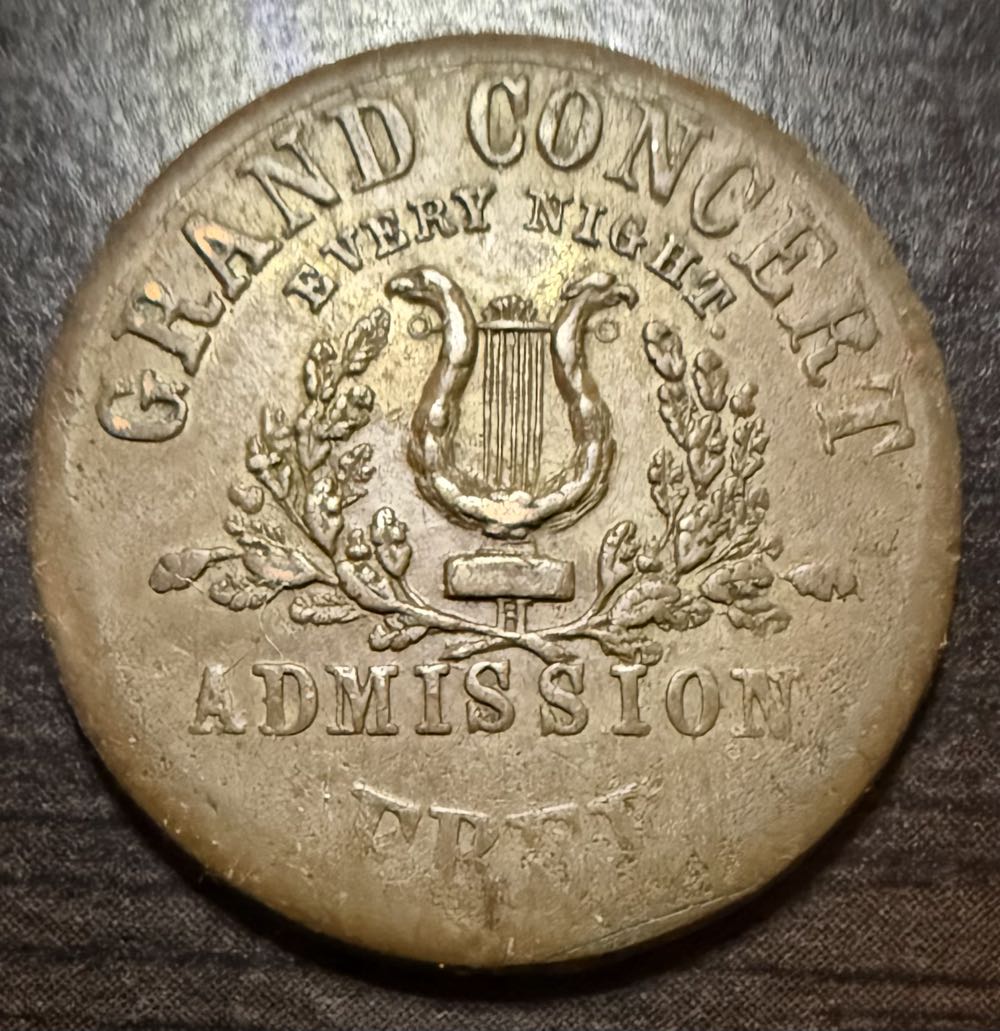 GRAND CONCERT
EVERY NIGHT.
ADMISSION
FREE